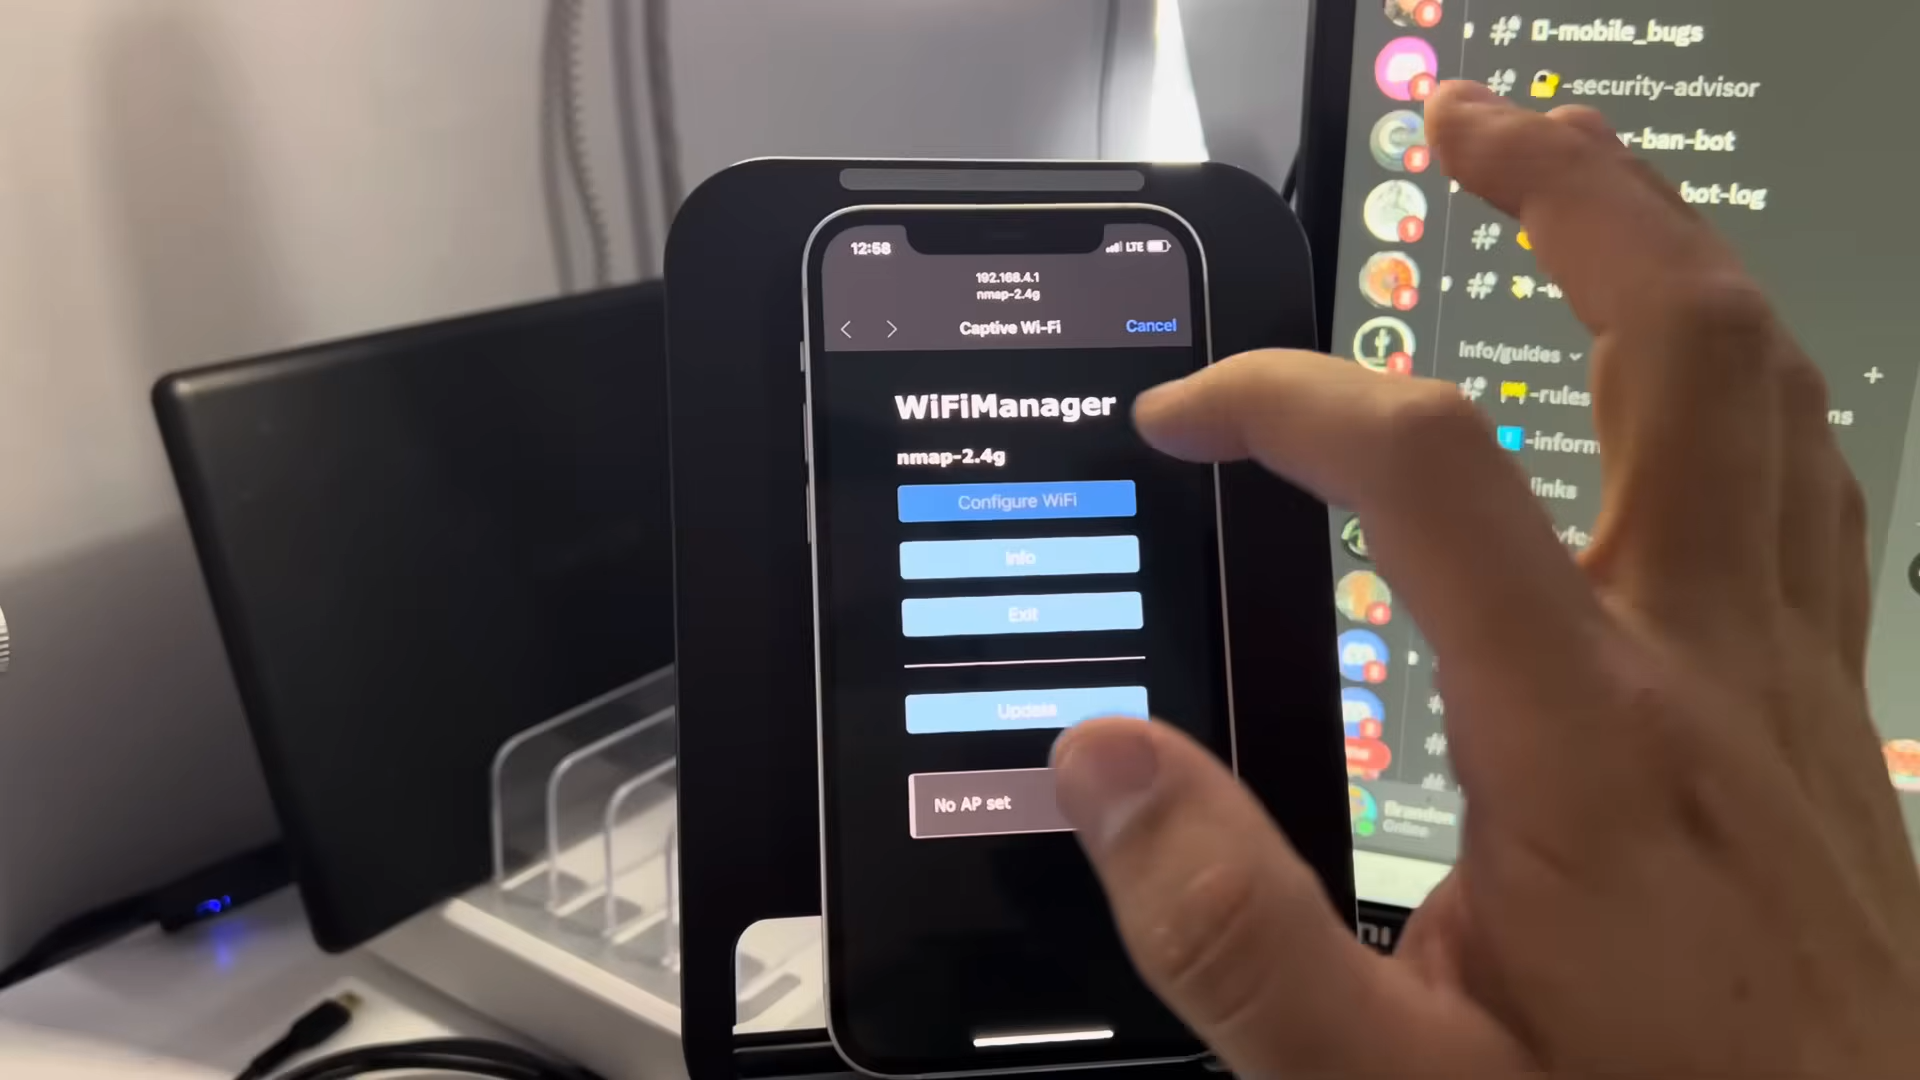 12:58
LTE
192.168.4.1
nmap-2.4g
Captive Wi-Fi
Cancel
WiFiManager
nmap-2.4g
Configure WiFi
Info
Exit
Update
No AP set
-mobile_bugs
-security-advisor
-ban-bot
bot-log
Info/guides
-rules
-inform
links
Brandon
Online